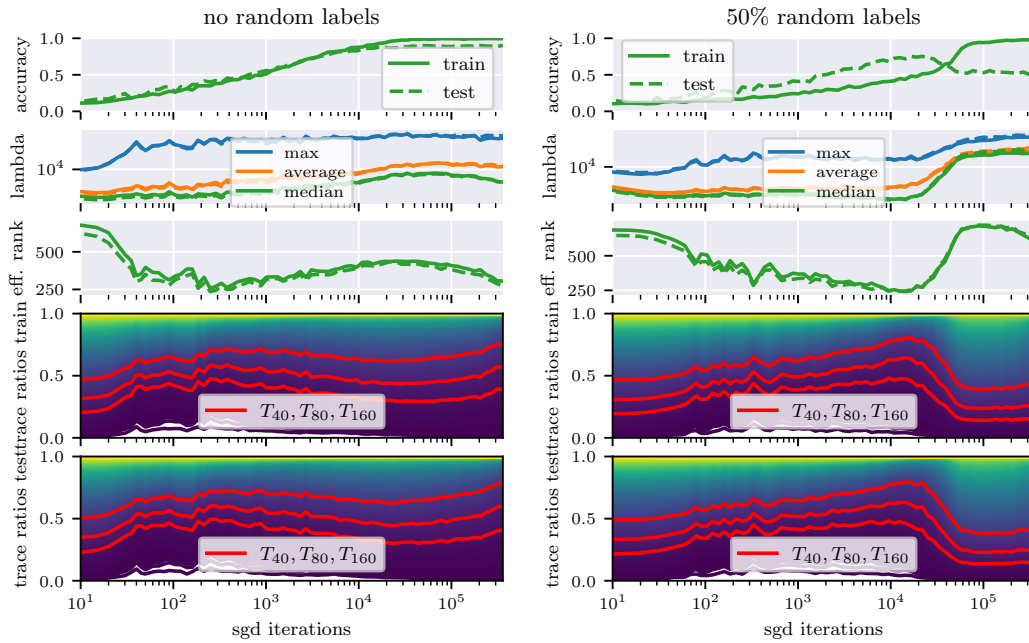 no random labels
50% random labels
accuracy
1.0
0.5
0.0
train
test
accuracy
1.0
0.5
0.0
train
test
lambda
10^4
max
average
median
lambda
10^4
max
average
median
eff. rank
500
250
eff. rank
500
250
trace ratios train
1.0
0.5
0.0
T_40, T_80, T_160
trace ratios train
1.0
0.5
0.0
T_40, T_80, T_160
trace ratios test
1.0
0.5
0.0
T_40, T_80, T_160
10^1
10^2
10^3
10^4
10^5
sgd iterations
trace ratios test
1.0
0.5
0.0
T_40, T_80, T_160
10^1
10^2
10^3
10^4
10^5
sgd iterations